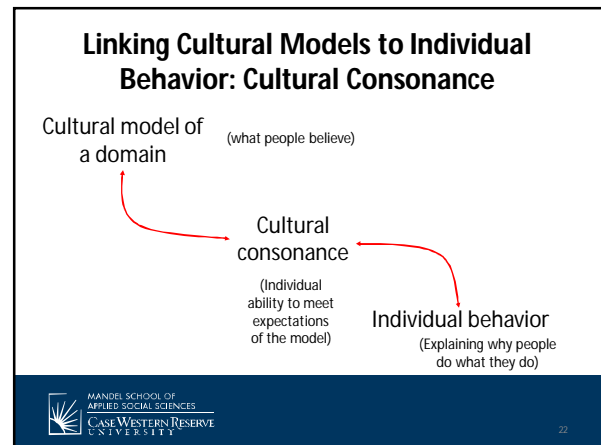 Linking Cultural Models to Individual
Behavior: Cultural Consonance
Cultural model of
a domain
(what people believe)
Cultural
consonance
(Individual
ability to meet
expectations
of the model)
Individual behavior
(Explaining why people
do what they do)
MANDEL SCHOOL OF
APPLIED SOCIAL SCIENCES
CASE WESTERN RESERVE
UNIVERSITY
22